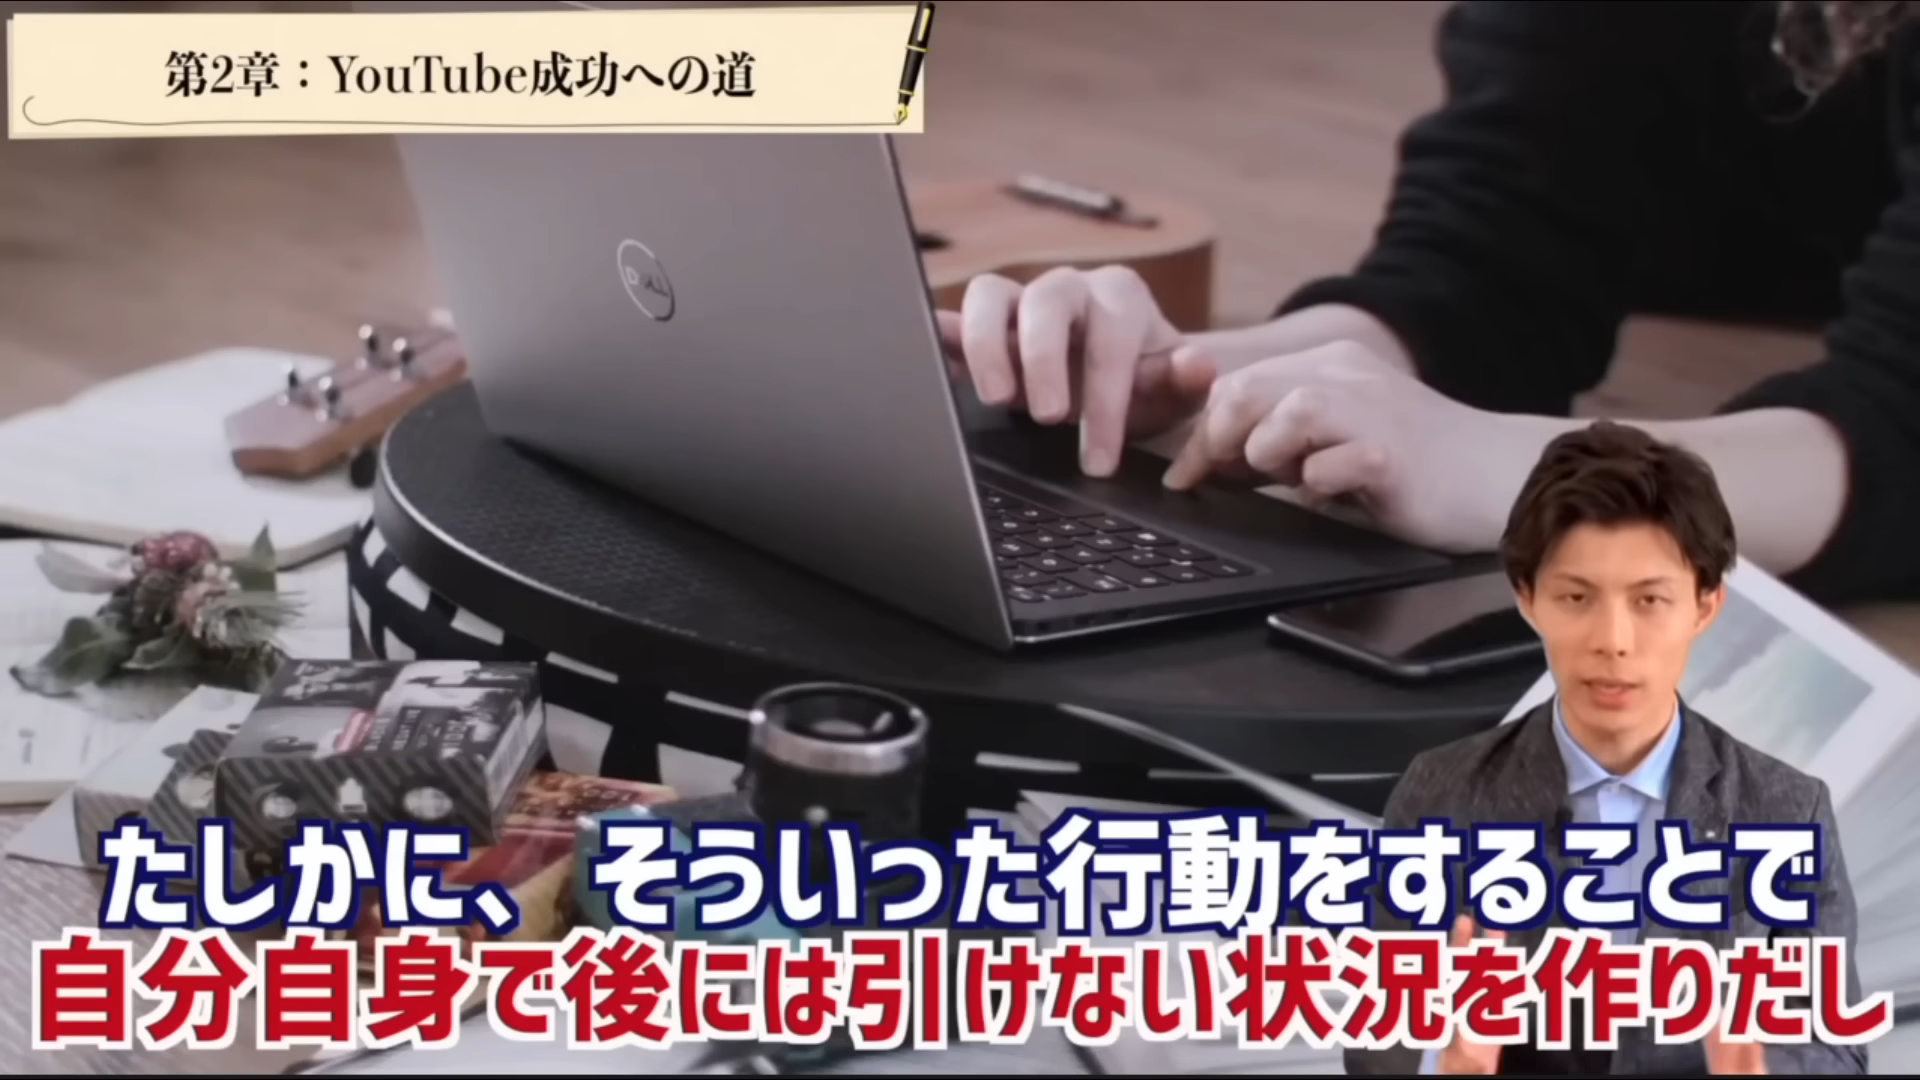 第2章：YouTube成功への道
DELL
たしかに、そういった行動をすることで
自分自身で後には引けない状況を作りだし